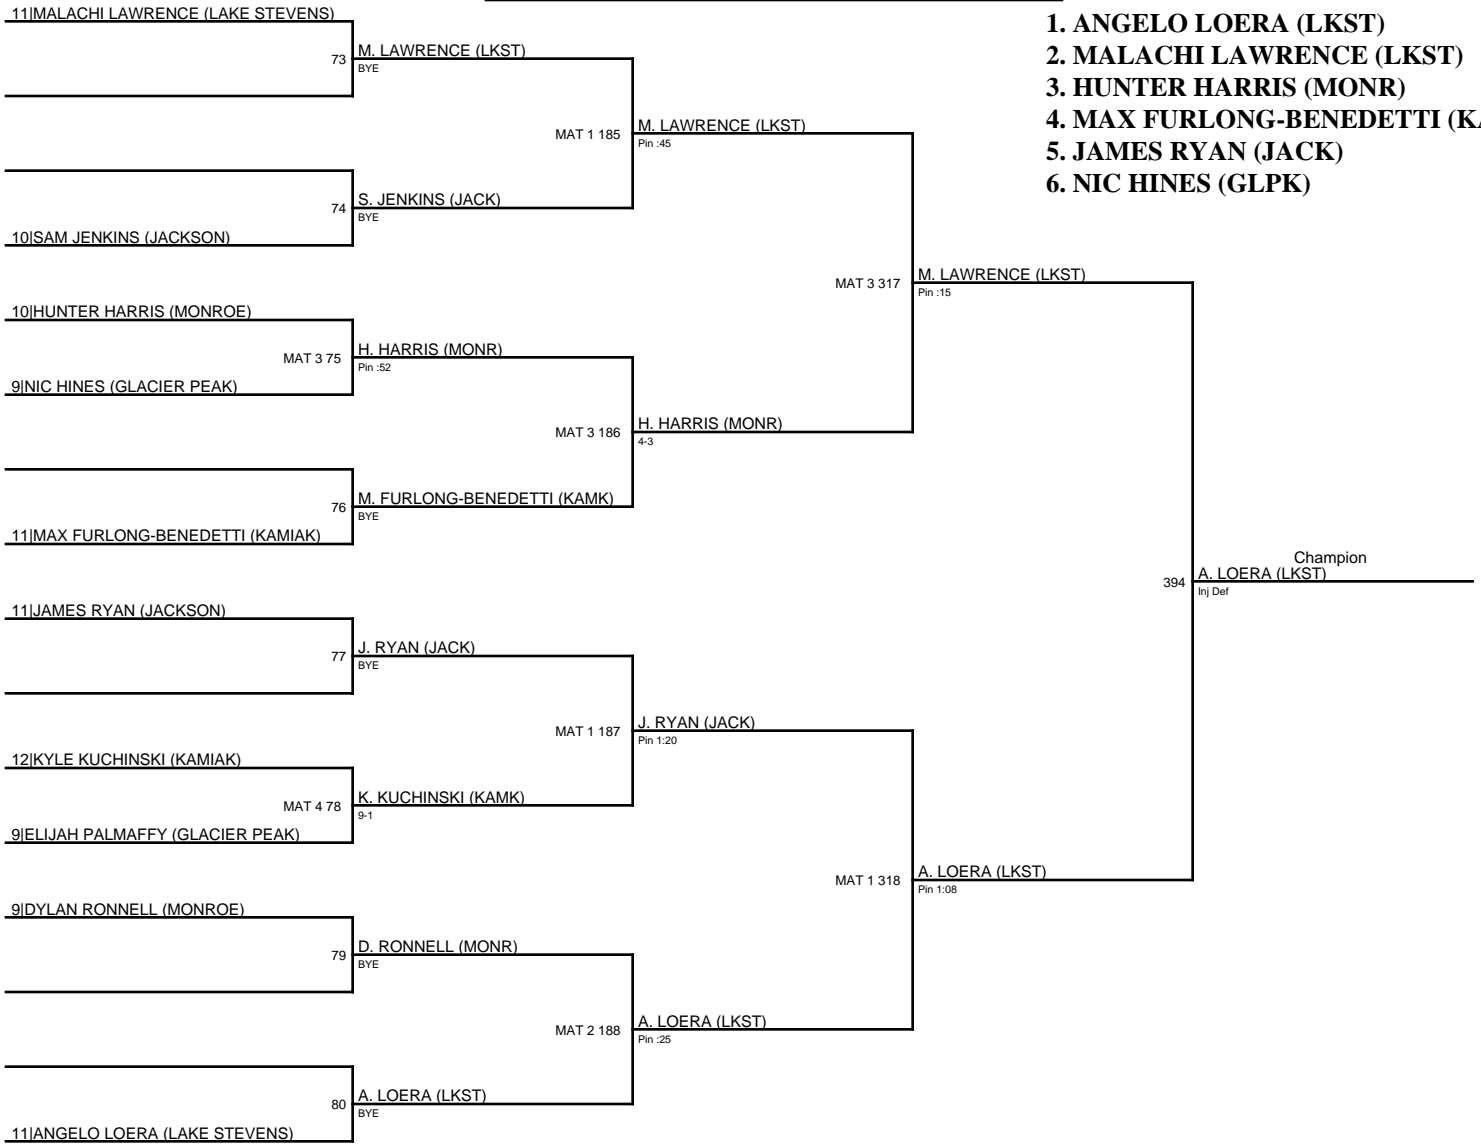 11|MALACHI LAWRENCE (LAKE STEVENS)
1. ANGELO LOERA (LKST)
2. MALACHI LAWRENCE (LKST)
3. HUNTER HARRIS (MONR)
4. MAX FURLONG-BENEDETTI (KA
5. JAMES RYAN (JACK)
6. NIC HINES (GLPK)
73
M. LAWRENCE (LKST)
BYE
MAT 1 185
M. LAWRENCE (LKST)
Pin :45
74
S. JENKINS (JACK)
BYE
10|SAM JENKINS (JACKSON)
MAT 3 317
M. LAWRENCE (LKST)
Pin :15
10|HUNTER HARRIS (MONROE)
MAT 3 75
H. HARRIS (MONR)
Pin :52
9|NIC HINES (GLACIER PEAK)
MAT 3 186
H. HARRIS (MONR)
4-3
76
M. FURLONG-BENEDETTI (KAMK)
BYE
11|MAX FURLONG-BENEDETTI (KAMIAK)
Champion
394
A. LOERA (LKST)
Inj Def
11|JAMES RYAN (JACKSON)
77
J. RYAN (JACK)
BYE
MAT 1 187
J. RYAN (JACK)
Pin 1:20
12|KYLE KUCHINSKI (KAMIAK)
MAT 4 78
K. KUCHINSKI (KAMK)
9-1
9|ELIJAH PALMAFFY (GLACIER PEAK)
MAT 1 318
A. LOERA (LKST)
Pin 1:08
9|DYLAN RONNELL (MONROE)
79
D. RONNELL (MONR)
BYE
MAT 2 188
A. LOERA (LKST)
Pin :25
80
A. LOERA (LKST)
BYE
11|ANGELO LOERA (LAKE STEVENS)